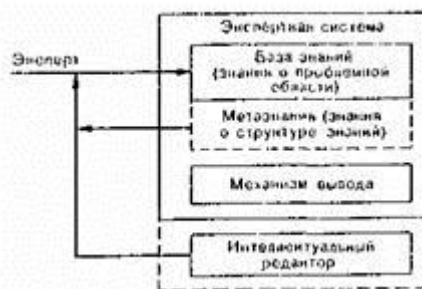 Экспертная система
Эксперт
База знаний
(знания о проблемной
области)
Метазнания (знания
о структуре знаний)
Механизм вывода
Интеллектуальный
редактор